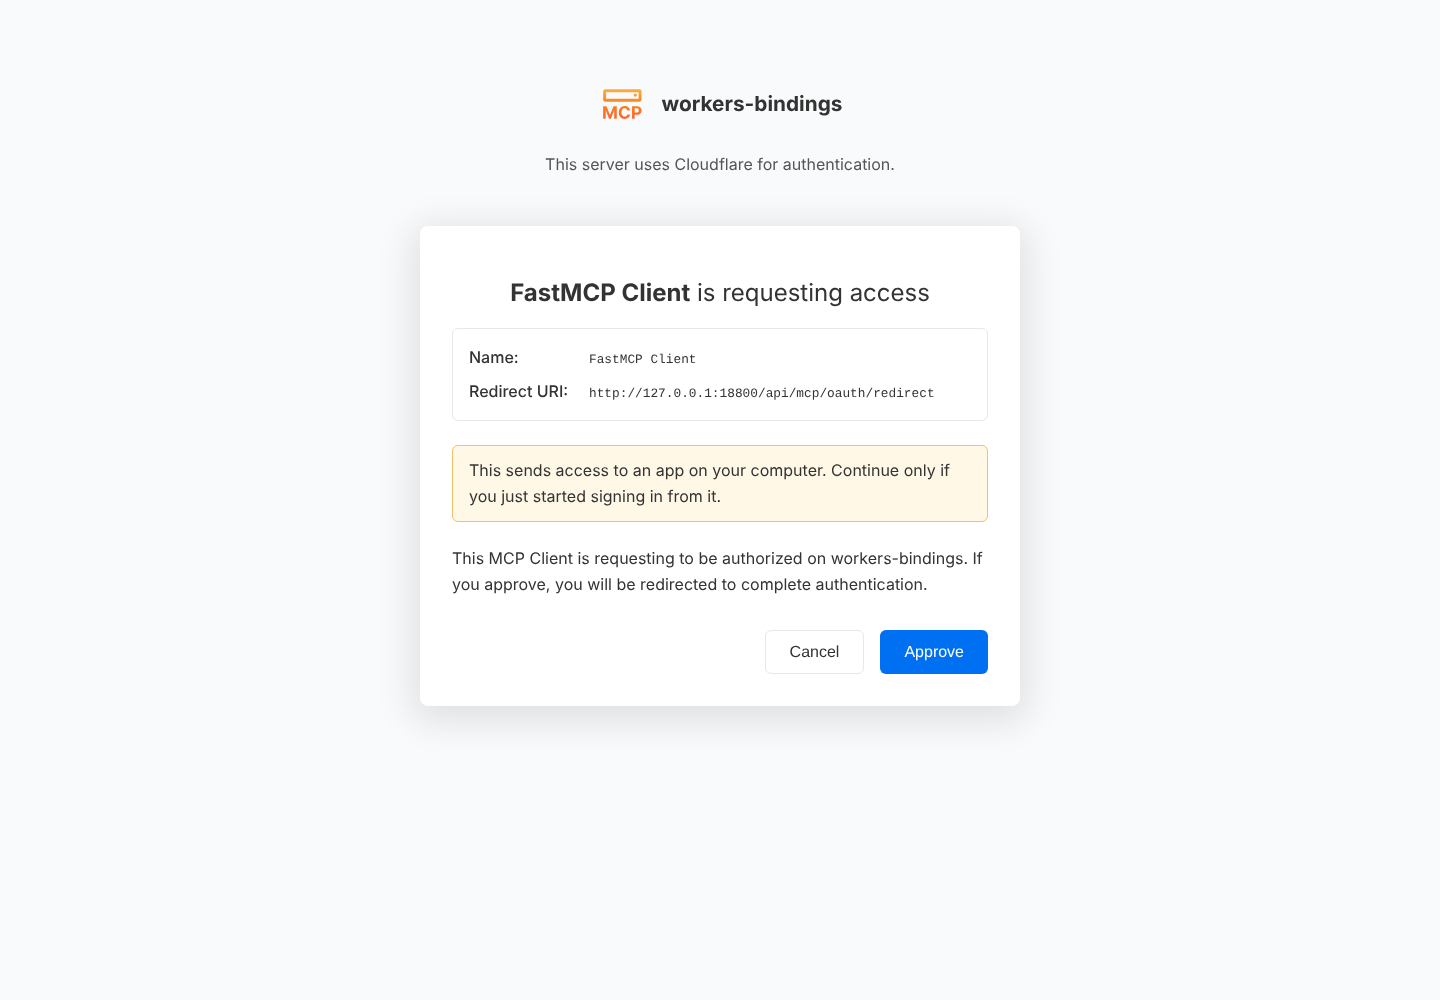 MCP
workers-bindings
This server uses Cloudflare for authentication.
FastMCP Client is requesting access
Name: FastMCP Client
Redirect URI: http://127.0.0.1:18800/api/mcp/oauth/redirect
This sends access to an app on your computer. Continue only if
you just started signing in from it.
This MCP Client is requesting to be authorized on workers-bindings. If
you approve, you will be redirected to complete authentication.
Cancel
Approve